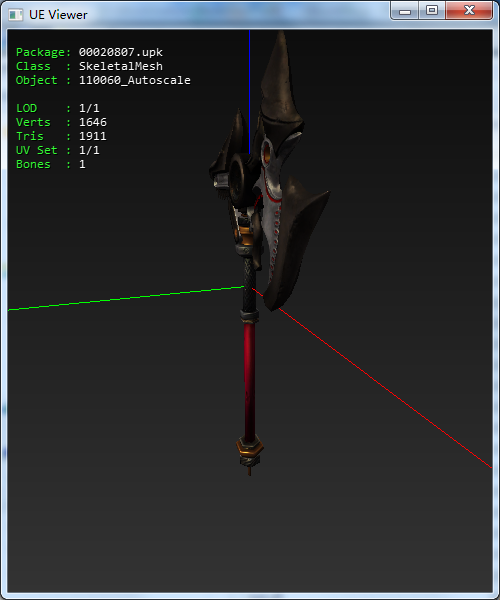 UE Viewer
Package: 00020807.upk
Class  : SkeletalMesh
Object : 110060_Autoscale
LOD    : 1/1
Verts  : 1646
Tris   : 1911
UV Set : 1/1
Bones  : 1